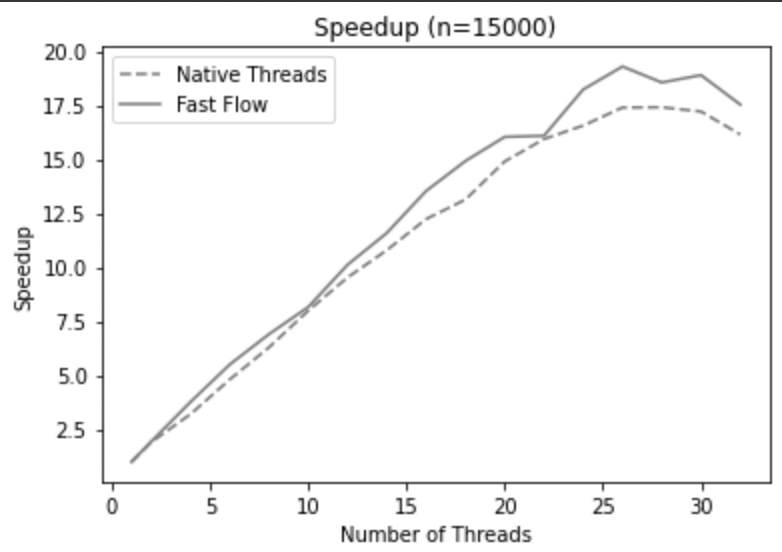 Speedup (n=15000)
Native Threads
Fast Flow
20.0
17.5
15.0
12.5
10.0
7.5
5.0
2.5
Speedup
0 5 10 15 20 25 30
Number of Threads